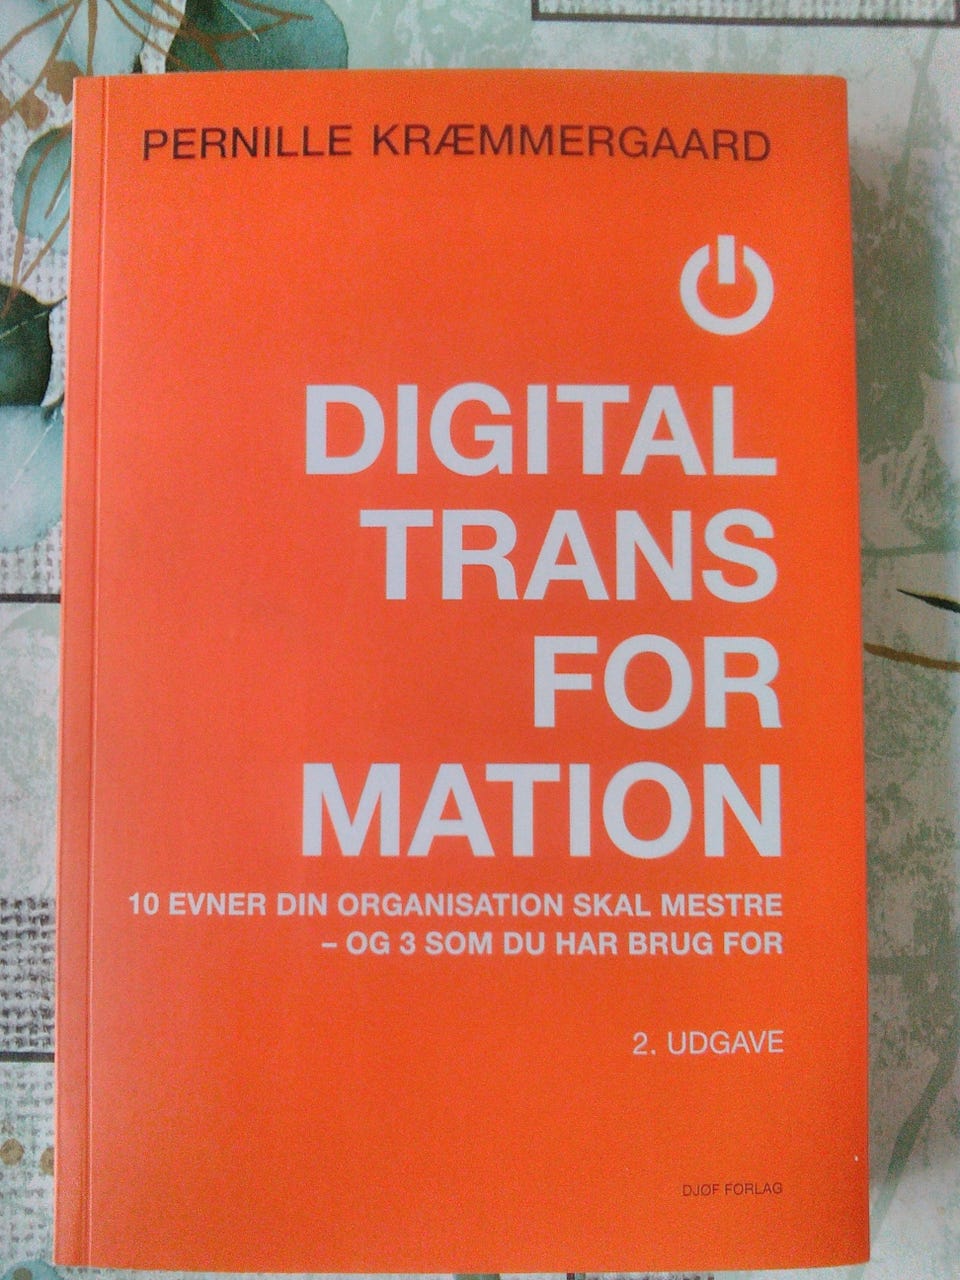 PERNILLE KRÆMMERGAARD
DIGITAL
TRANS
FOR
MATION
10 EVNER DIN ORGANISATION SKAL MESTRE
– OG 3 SOM DU HAR BRUG FOR
2. UDGAVE
DJØF FORLAG